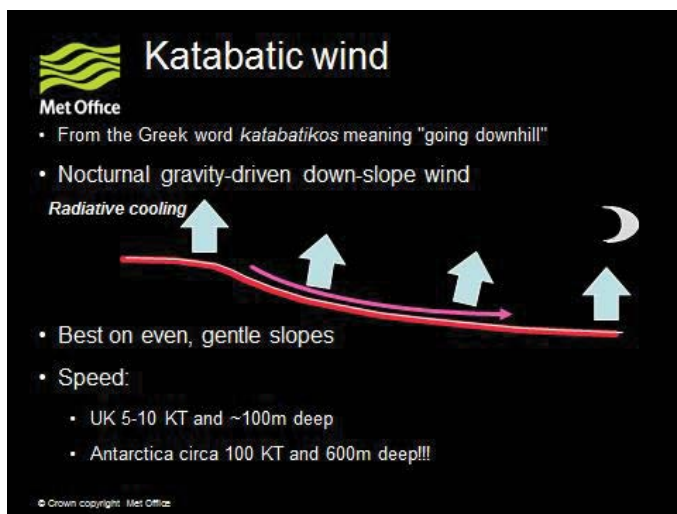 Katabatic wind
Met Office
• From the Greek word katabatikos meaning "going downhill"
• Nocturnal gravity-driven down-slope wind
Radiative cooling
• Best on even, gentle slopes
• Speed:
• UK 5-10 KT and ~100m deep
• Antarctica circa 100 KT and 600m deep!!!
© Crown copyright Met Office